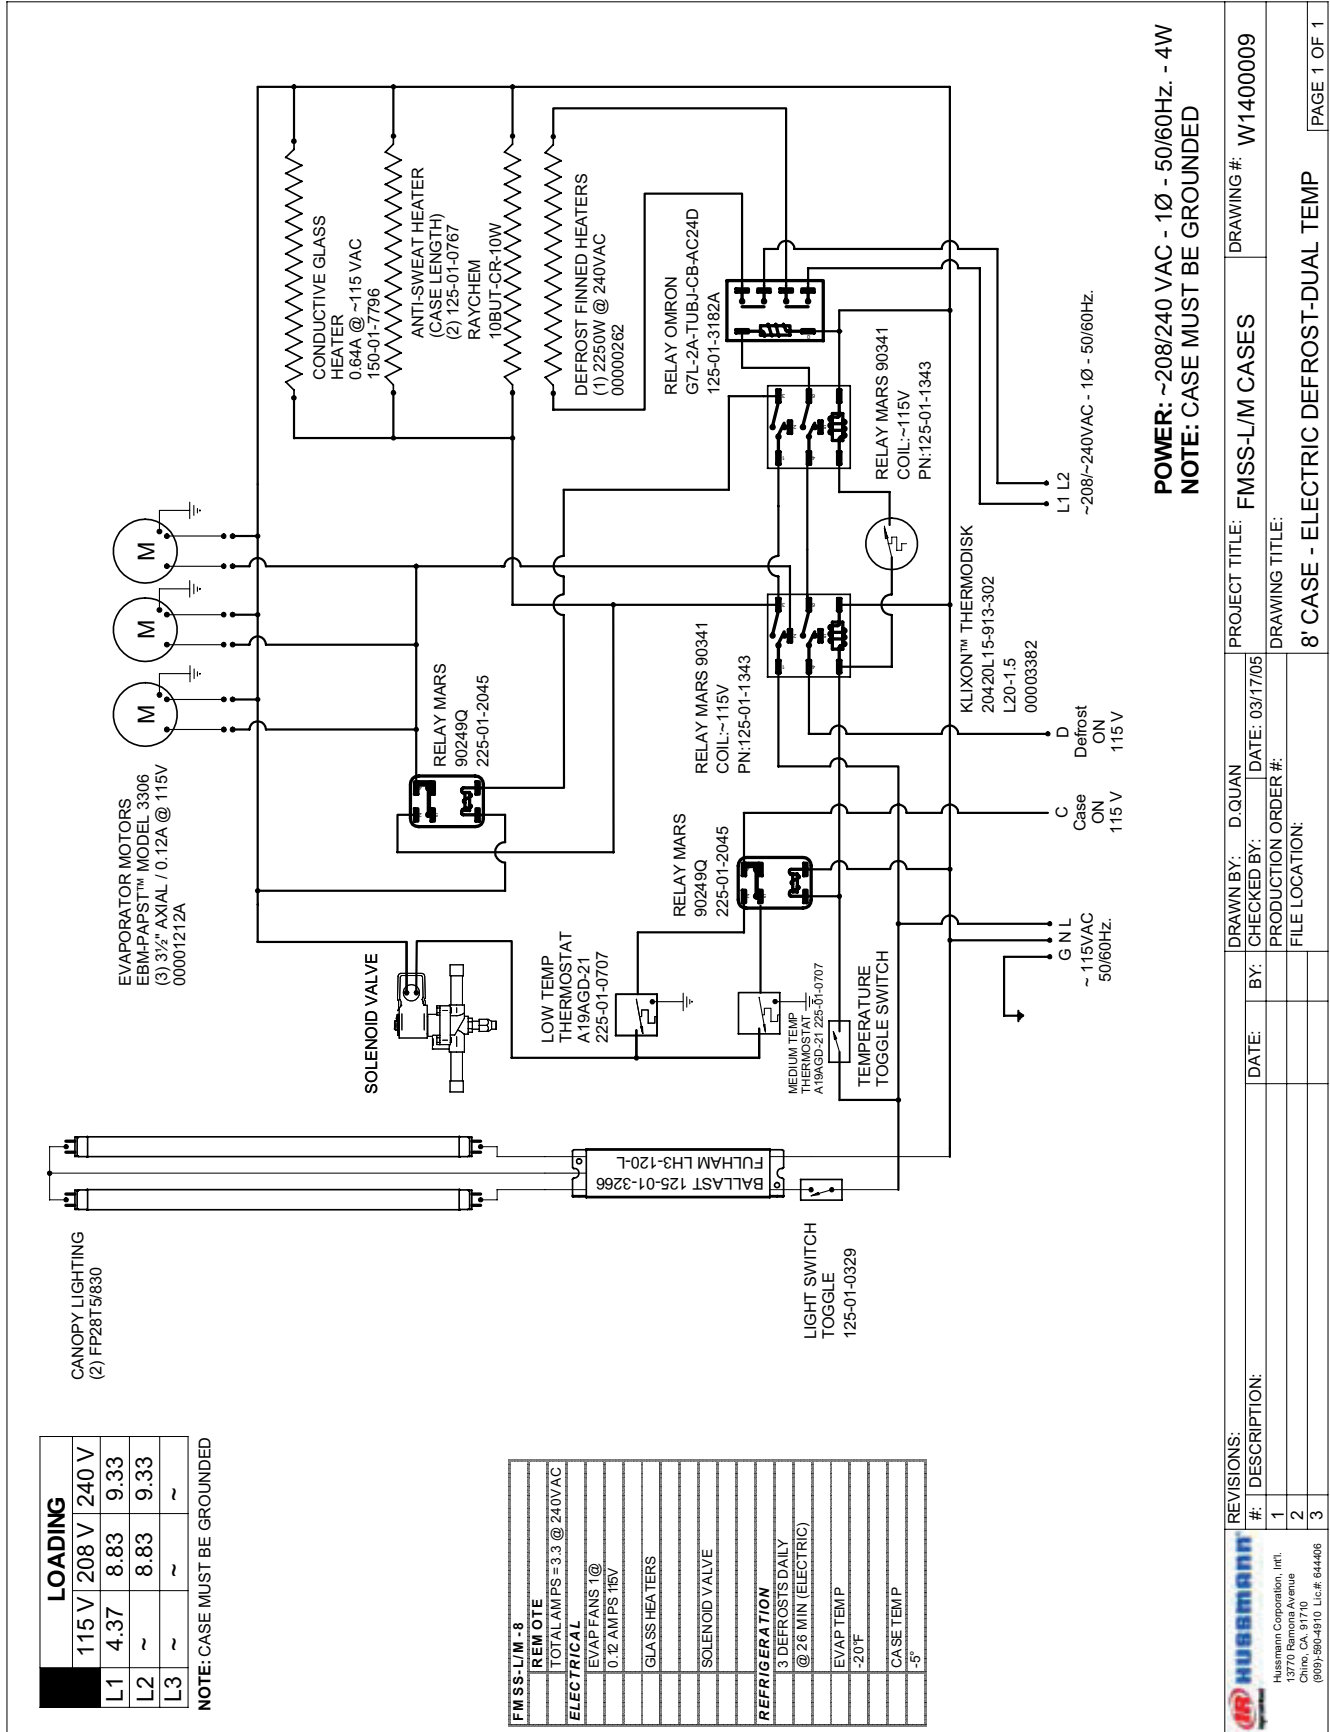 LOADING
115 V 208 V 240 V
L1 4.37 8.83 9.33
L2 ~ 8.83 9.33
L3 ~ ~ ~
NOTE: CASE MUST BE GROUNDED
CANOPY LIGHTING
(2) FP28T5/830
EVAPORATOR MOTORS
EBM-PAPST™ MODEL 3306
(3) 3½" AXIAL / 0.12A @ 115V
00001212A
M
M
M
SOLENOID VALVE
RELAY MARS
90249Q
225-01-2045
CONDUCTIVE GLASS
HEATER
0.64A @ ~115 VAC
150-01-7796
ANTI-SWEAT HEATER
(CASE LENGTH)
(2) 125-01-0767
RAYCHEM
10BUT-CR-10W
DEFROST FINNED HEATERS
(1) 2250W @ 240VAC
00000262
FMSS-L/M-8
REMOTE
TOTAL AMPS = 3.3 @ 240VAC
ELECTRICAL
EVAP FANS 1@
0.12 AMPS 115V
GLASS HEATERS
SOLENOID VALVE
REFRIGERATION
3 DEFROSTS DAILY
@ 26 MIN (ELECTRIC)
EVAP TEMP
-20°F
CASE TEMP
-5°
BALLAST 125-01-3266
FULHAM LH3-120-L
LOW TEMP
THERMOSTAT
A19AGD-21
225-01-0707
RELAY MARS
90249Q
225-01-2045
RELAY MARS 90341
COIL:~115V
PN:125-01-1343
RELAY OMRON
G7L-2A-TUBJ-CB-AC24D
125-01-3182A
MEDIUM TEMP
THERMOSTAT
A19AGD-21 225-01-0707
TEMPERATURE
TOGGLE SWITCH
LIGHT SWITCH
TOGGLE
125-01-0329
RELAY MARS 90341
COIL:~115V
PN:125-01-1343
KLIXON™ THERMODISK
20420L15-913-302
L20-1.5
00003382
G N L
~ 115VAC
50/60Hz.
C
Case
ON
115 V
D
Defrost
ON
115 V
L1 L2
~208/~240VAC - 1Ø - 50/60Hz.
POWER: ~208/240 VAC - 1Ø - 50/60Hz. - 4W
NOTE: CASE MUST BE GROUNDED
IR HUSSMANN
Hussmann Corporation, Int'l.
13770 Ramona Avenue
Chino, CA. 91710
(909)-590-4910 Lic.#: 644406
REVISIONS:
#: DESCRIPTION: DATE: BY:
1
2
3
DRAWN BY: D.QUAN
CHECKED BY: DATE: 03/17/05
PRODUCTION ORDER #:
FILE LOCATION:
PROJECT TITLE: FMSS-L/M CASES
DRAWING #: W1400009
DRAWING TITLE:
8' CASE - ELECTRIC DEFROST-DUAL TEMP
PAGE 1 OF 1